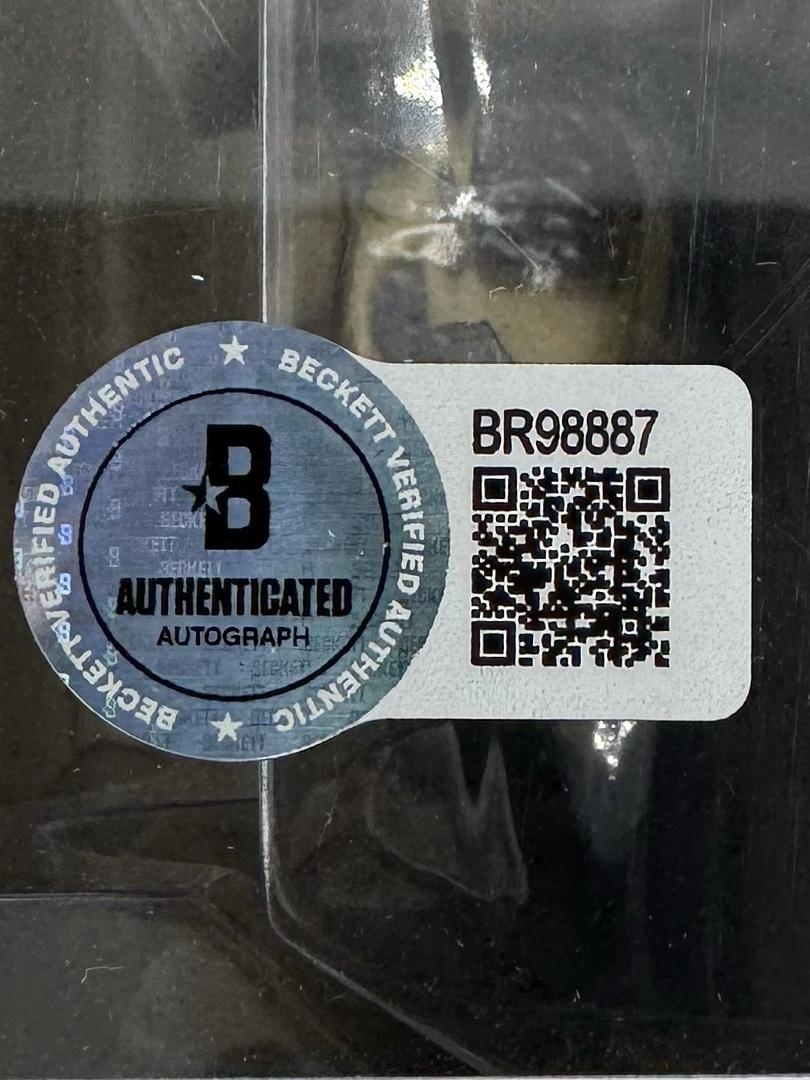 BECKETT VERIFIED AUTHENTIC
BECKETT VERIFIED AUTHENTIC
B
AUTHENTICATED
AUTOGRAPH
BR98887